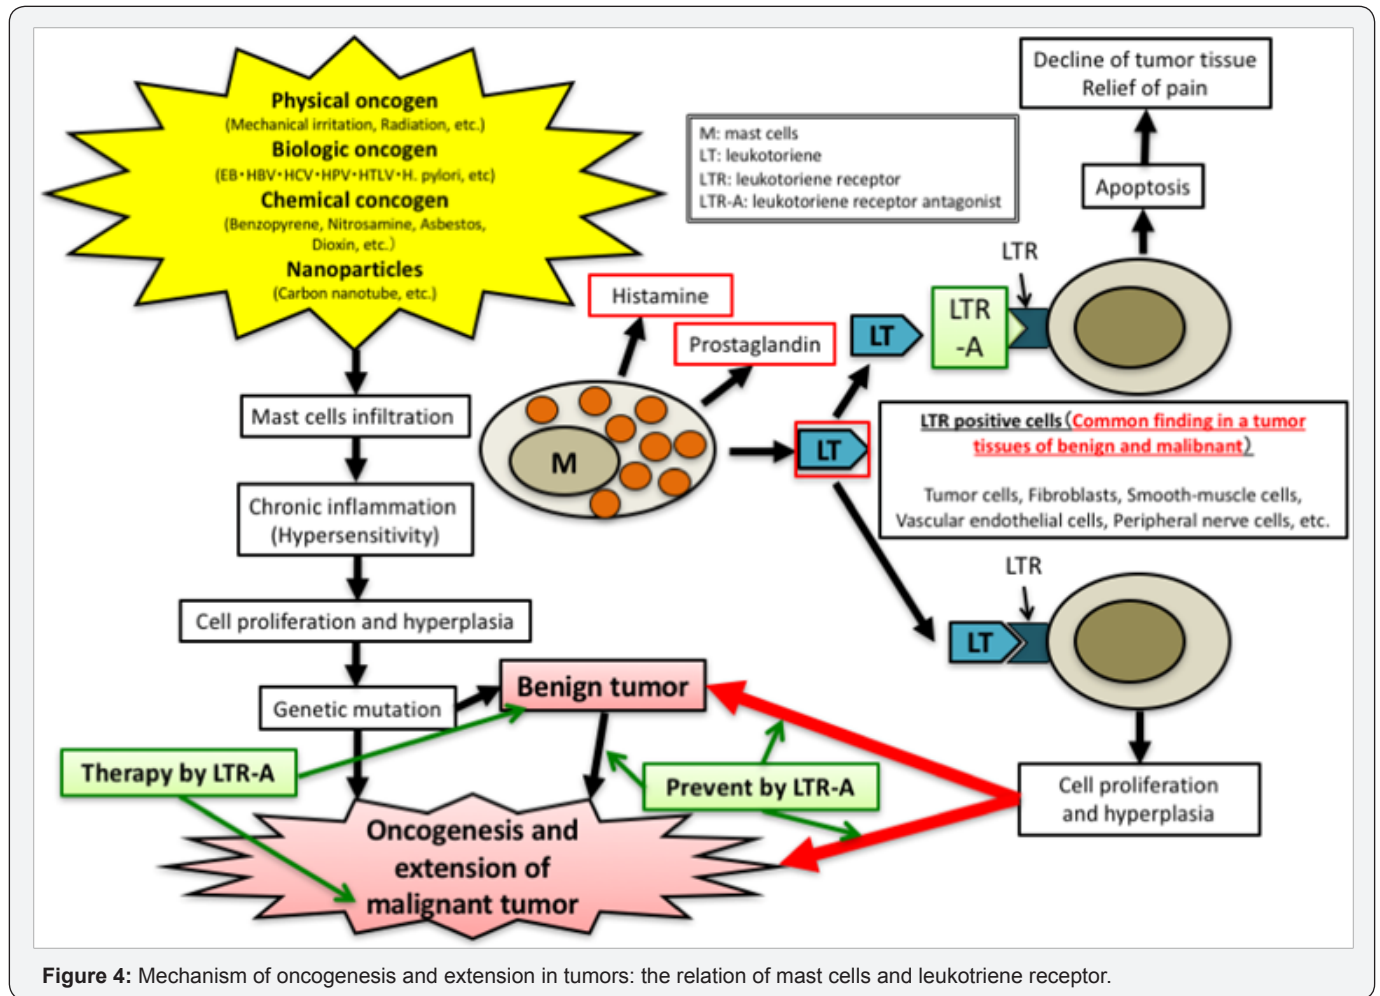 Physical oncogen
(Mechanical irritation, Radiation, etc.)
Biologic oncogen
(EB・HBV・HCV・HPV・HTLV・H. pylori, etc)
Chemical concogen
(Benzopyrene, Nitrosamine, Asbestos,
Dioxin, etc.)
Nanoparticles
(Carbon nanotube, etc.)
Mast cells infiltration
Chronic inflammation
(Hypersensitivity)
Cell proliferation and hyperplasia
Genetic mutation
Therapy by LTR-A
Benign tumor
Prevent by LTR-A
Oncogenesis and
extension of
malignant tumor
Histamine
Prostaglandin
M
LT
LT
M: mast cells
LT: leukotoriene
LTR: leukotoriene receptor
LTR-A: leukotoriene receptor antagonist
Decline of tumor tissue
Relief of pain
Apoptosis
LTR
LTR
-A
LTR positive cells (Common finding in a tumor
tissues of benign and malibnant)
Tumor cells, Fibroblasts, Smooth-muscle cells,
Vascular endothelial cells, Peripheral nerve cells, etc.
LTR
LT
Cell proliferation
and hyperplasia
Figure 4: Mechanism of oncogenesis and extension in tumors: the relation of mast cells and leukotriene receptor.